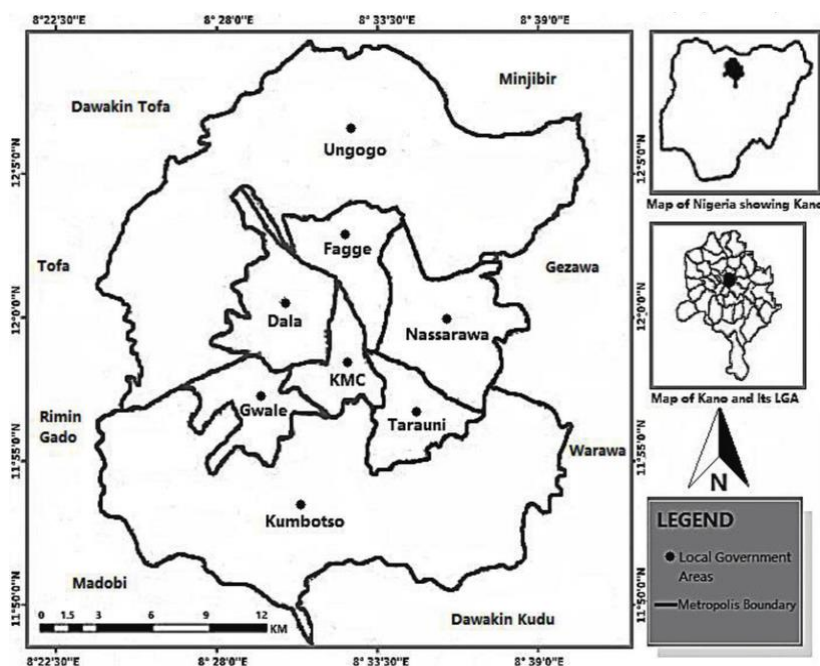 8° 22'30"E 8° 28'0"E 8° 33'30"E 8° 39'0"E
Minjibir
Dawakin Tofa
Ungogo
12°5'0"N
12°5'0"N
Fagge
Tofa
Gezawa
12°0'0"N
12°0'0"N
Dala
Nassarawa
KMC
Gwale
Tarauni
Rimin
Gado
Warawa
11°55'0"N
11°55'0"N
Kumbotso
Madobi
Dawakin Kudu
11°50'0"N
11°50'0"N
0 1.5 3 6 9 12
KM
8° 22'30"E 8° 28'0"E 8° 33'30"E 8° 39'0"E
Map of Nigeria showing Kano
Map of Kano and Its LGA
N
LEGEND
Local Government
Areas
Metropolis Boundary